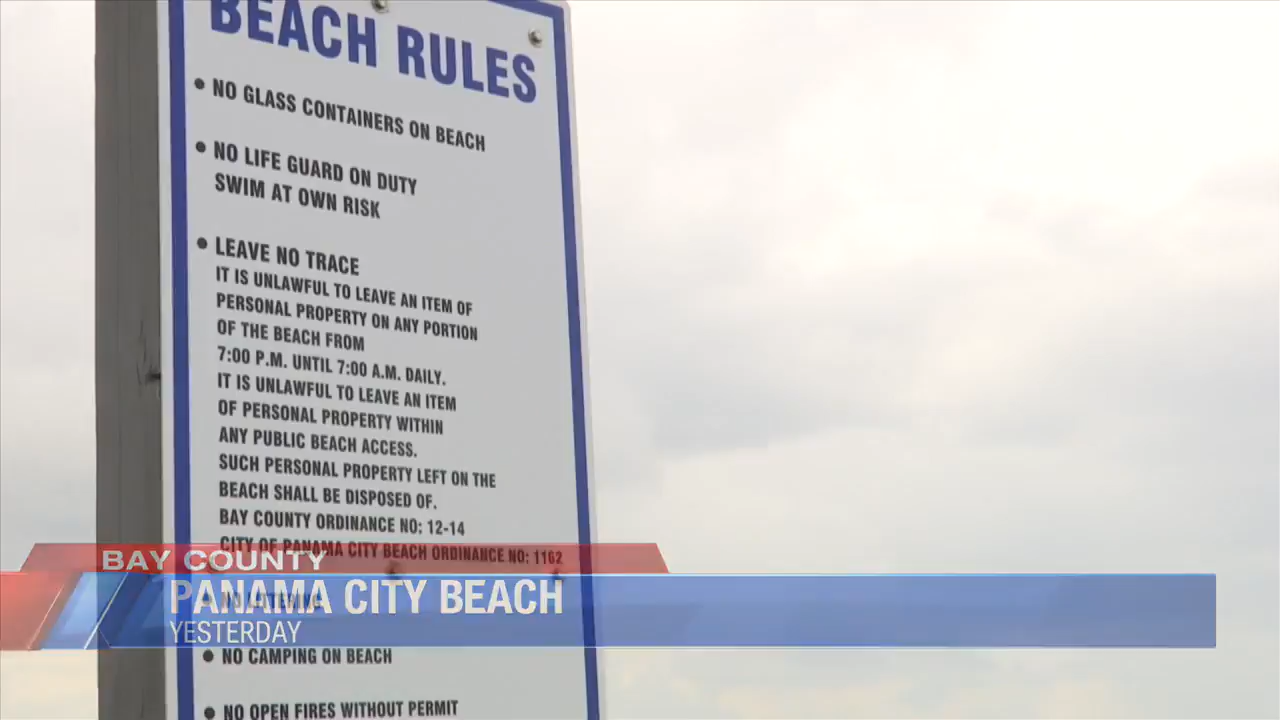 BEACH RULES
• NO GLASS CONTAINERS ON BEACH
• NO LIFE GUARD ON DUTY
SWIM AT OWN RISK
• LEAVE NO TRACE
IT IS UNLAWFUL TO LEAVE AN ITEM OF
PERSONAL PROPERTY ON ANY PORTION
OF THE BEACH FROM
7:00 P.M. UNTIL 7:00 A.M. DAILY.
IT IS UNLAWFUL TO LEAVE AN ITEM
OF PERSONAL PROPERTY WITHIN
ANY PUBLIC BEACH ACCESS.
SUCH PERSONAL PROPERTY LEFT ON THE
BEACH SHALL BE DISPOSED OF.
BAY COUNTY ORDINANCE NO: 12-14
CITY OF PANAMA CITY BEACH ORDINANCE NO: 1162
BAY COUNTY
• NO LITTERING
PANAMA CITY BEACH
YESTERDAY
• NO CAMPING ON BEACH
• NO OPEN FIRES WITHOUT PERMIT